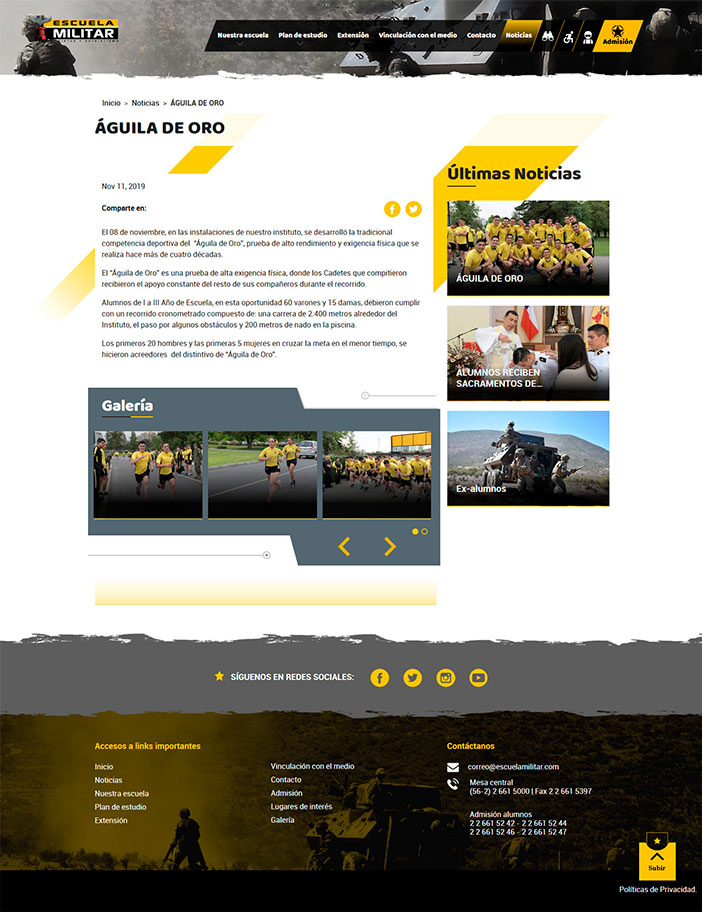 ESCUELA
MILITAR
Nuestra escuela
Plan de estudio
Extensión
Vinculación con el medio
Contacto
Noticias
Admisión
Inicio > Noticias > ÁGUILA DE ORO
ÁGUILA DE ORO
Nov 11, 2019
Comparte en:
El 08 de noviembre, en las instalaciones de nuestro instituto, se desarrolló la tradicional
competencia deportiva del "Águila de Oro", prueba de alto rendimiento y exigencia física que se
realiza hace más de cuatro décadas.
El "Águila de Oro" es una prueba de alta exigencia física, donde los Cadetes que compitieron
recibieron el apoyo constante del resto de sus compañeros durante el recorrido.
Alumnos de I a III Año de Escuela, en esta oportunidad 60 varones y 15 damas, debieron cumplir
con un recorrido cronometrado compuesto de: una carrera de 2.400 metros alrededor del
Instituto, el paso por algunos obstáculos y 200 metros de nado en la piscina.
Los primeros 20 hombres y las primeras 5 mujeres en cruzar la meta en el menor tiempo, se
hicieron acreedores del distintivo de "Águila de Oro".
Galería
Últimas Noticias
ÁGUILA DE ORO
ALUMNOS RECIBEN
SACRAMENTOS DE...
Ex-alumnos
SÍGUENOS EN REDES SOCIALES:
Accesos a links importantes
Inicio
Noticias
Nuestra escuela
Plan de estudio
Extensión
Vinculación con el medio
Contacto
Admisión
Lugares de interés
Galería
Contáctanos
correo@escuelamilitar.com
Mesa central
(56-2) 2 661 5000 | Fax 2 2 661 5397
Admisión alumnos
2 2 661 52 42 - 2 2 661 52 44
2 2 661 52 46 - 2 2 661 52 47
Subir
Políticas de Privacidad.